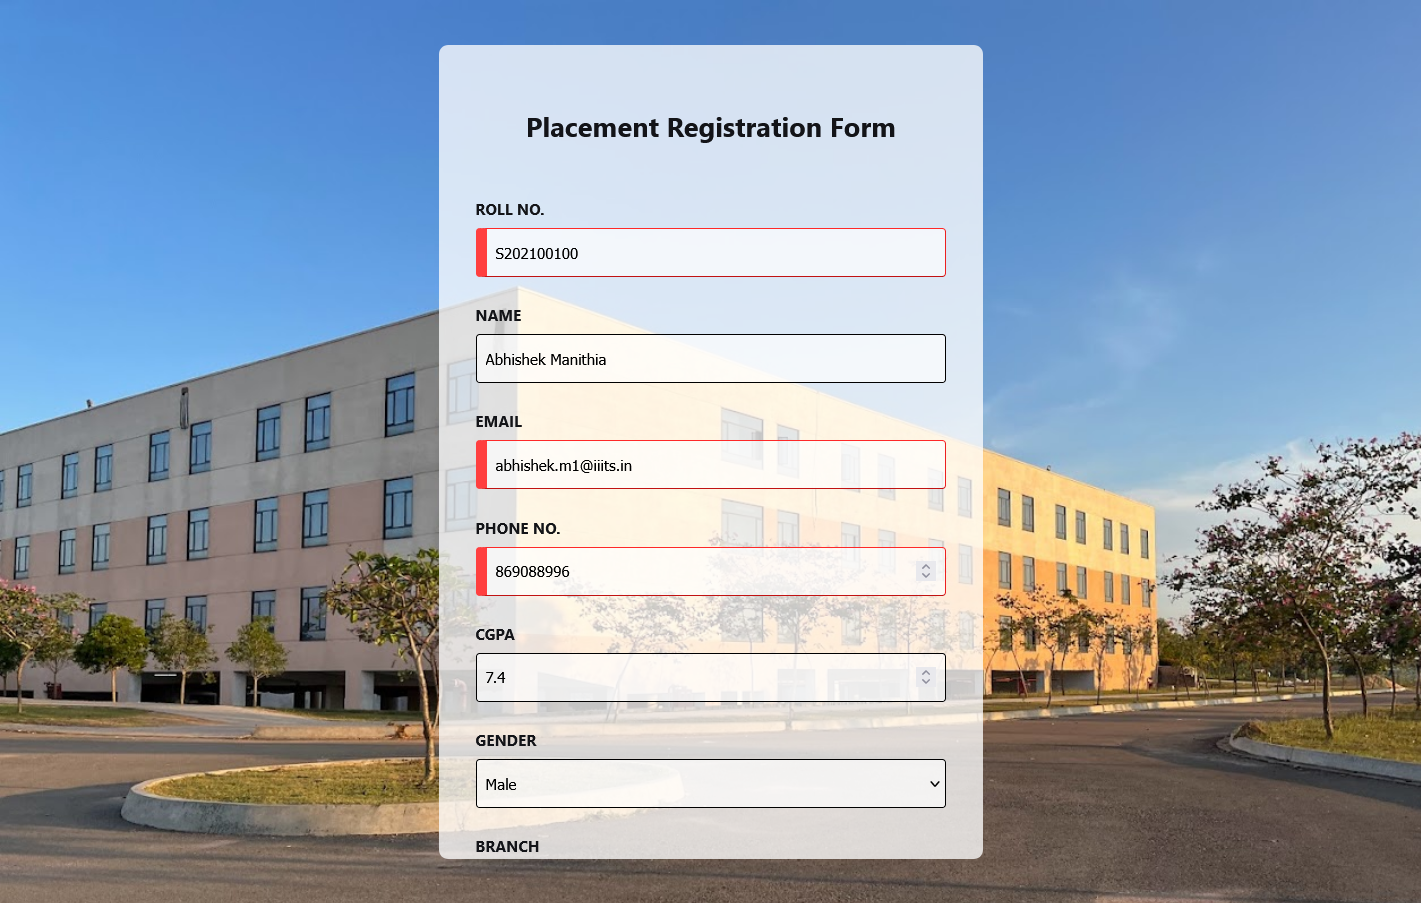 Placement Registration Form
ROLL NO.
S202100100
NAME
Abhishek Manithia
EMAIL
abhishek.m1@iiits.in
PHONE NO.
869088996
CGPA
7.4
GENDER
Male
BRANCH